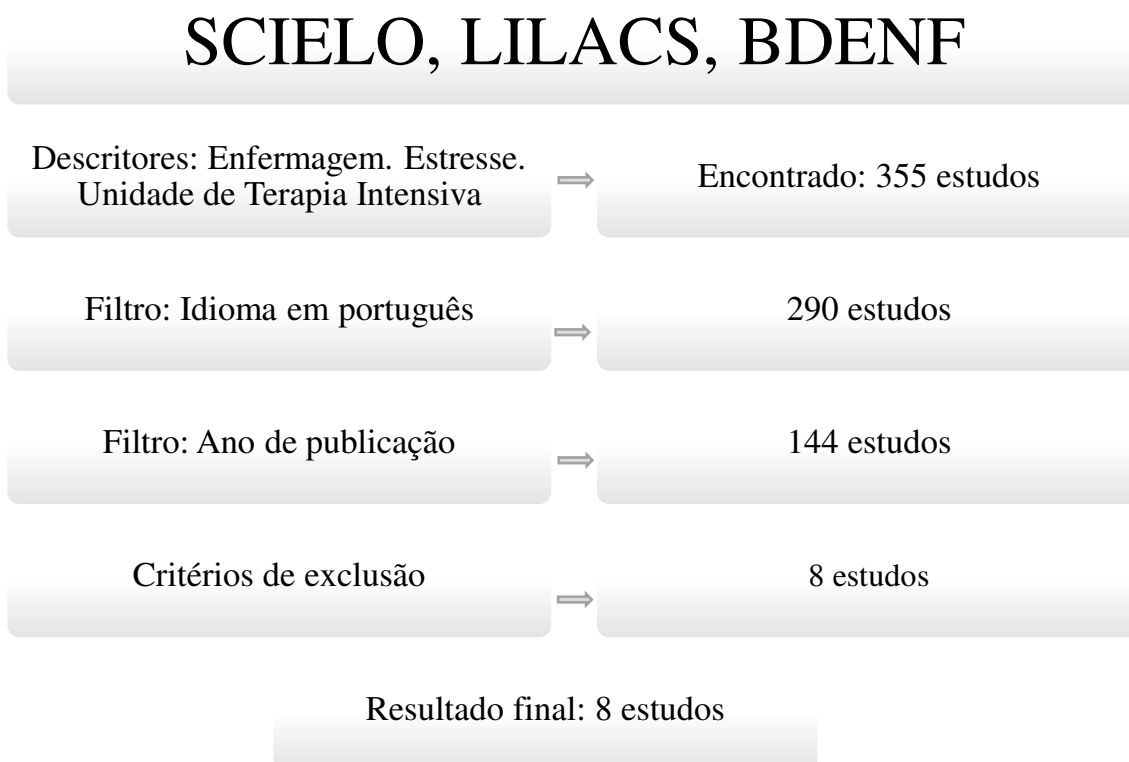 SCIELO, LILACS, BDENF
Descritores: Enfermagem. Estresse.
Unidade de Terapia Intensiva
Encontrado: 355 estudos
Filtro: Idioma em português
290 estudos
Filtro: Ano de publicação
144 estudos
Critérios de exclusão
8 estudos
Resultado final: 8 estudos